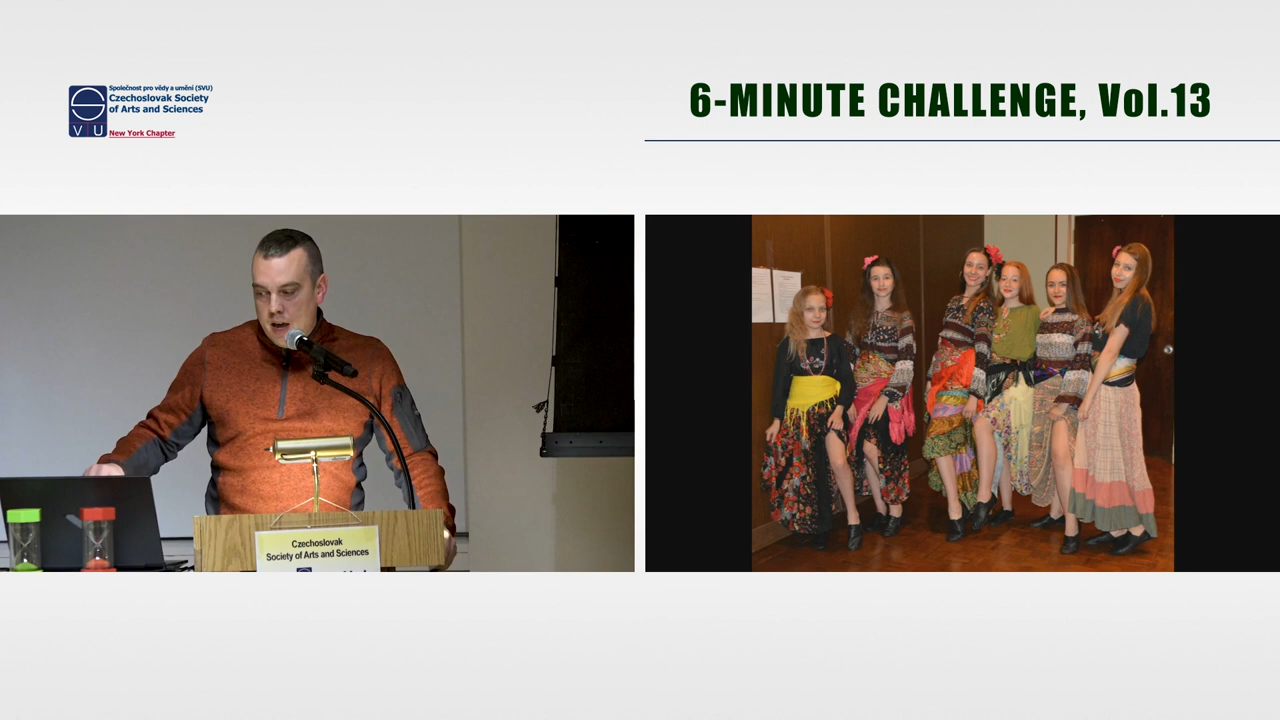 Společnost pro vědy a umění (SVU)
Czechoslovak Society
of Arts and Sciences
V U
New York Chapter
6-MINUTE CHALLENGE, Vol.13
Czechoslovak
Society of Arts and Sciences